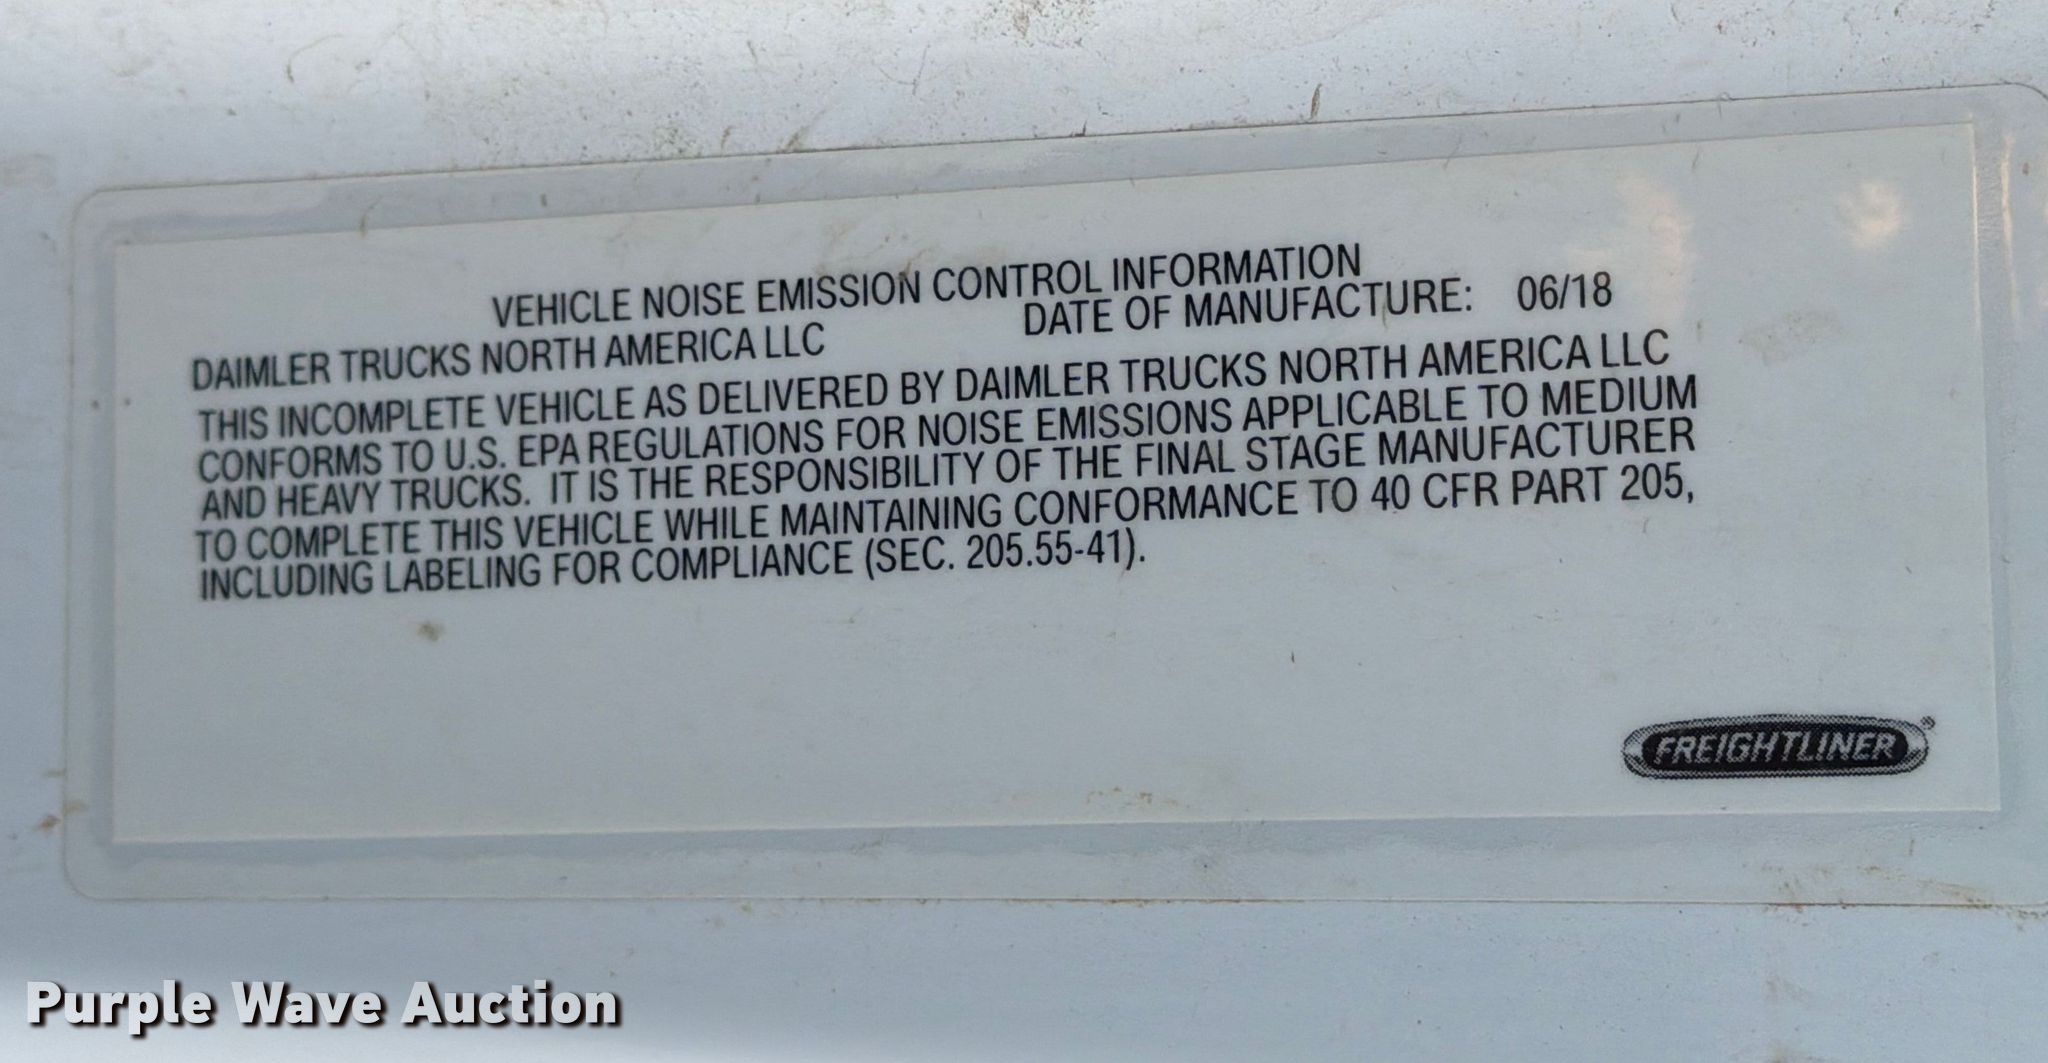 VEHICLE NOISE EMISSION CONTROL INFORMATION
DAIMLER TRUCKS NORTH AMERICA LLC DATE OF MANUFACTURE: 06/18
THIS INCOMPLETE VEHICLE AS DELIVERED BY DAIMLER TRUCKS NORTH AMERICA LLC
CONFORMS TO U.S. EPA REGULATIONS FOR NOISE EMISSIONS APPLICABLE TO MEDIUM
AND HEAVY TRUCKS. IT IS THE RESPONSIBILITY OF THE FINAL STAGE MANUFACTURER
TO COMPLETE THIS VEHICLE WHILE MAINTAINING CONFORMANCE TO 40 CFR PART 205,
INCLUDING LABELING FOR COMPLIANCE (SEC. 205.55-41).
FREIGHTLINER®
Purple Wave Auction